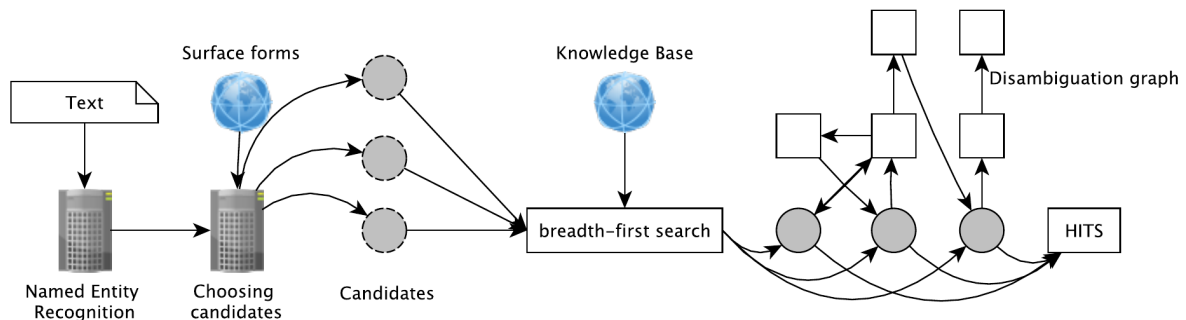 Surface forms
Knowledge Base
Text
Disambiguation graph
breadth-first search
HITS
Named Entity
Recognition
Choosing
candidates
Candidates